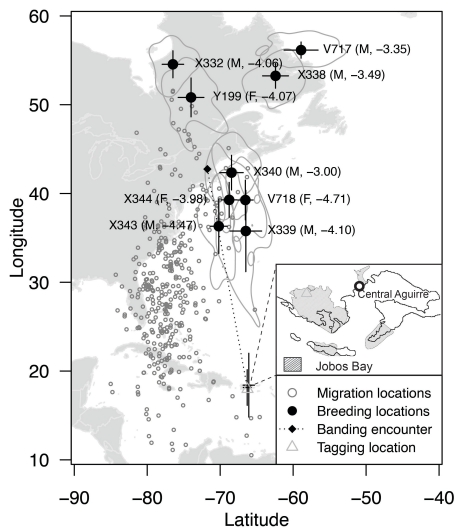 60
50
40
30
20
10
Longitude
V717 (M, −3.35)
X332 (M, −4.06)
X338 (M, −3.49)
Y199 (F, −4.07)
X340 (M, −3.00)
X344 (F, −3.98)
V718 (F, −4.71)
X343 (M, −4.47)
X339 (M, −4.10)
Central Aguirre
Jobos Bay
Migration locations
Breeding locations
Banding encounter
Tagging location
−90 −80 −70 −60 −50 −40
Latitude